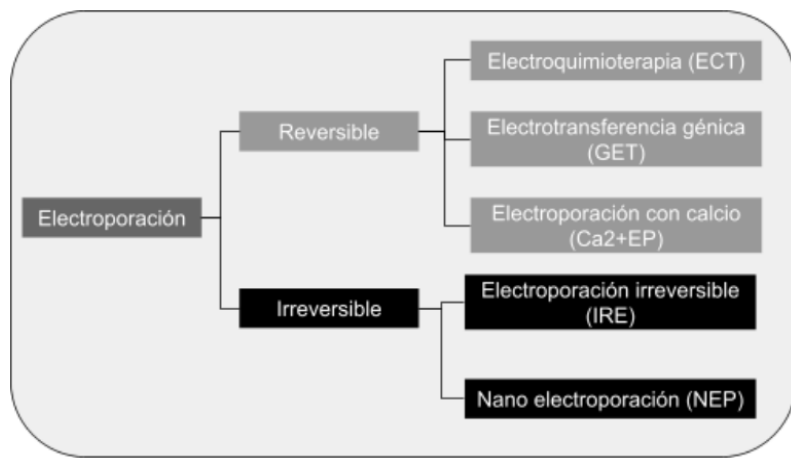 Electroporación
Reversible
Electroquimioterapia (ECT)
Electrotransferencia génica
(GET)
Electroporación con calcio
(Ca2+EP)
Irreversible
Electroporación irreversible
(IRE)
Nano electroporación (NEP)